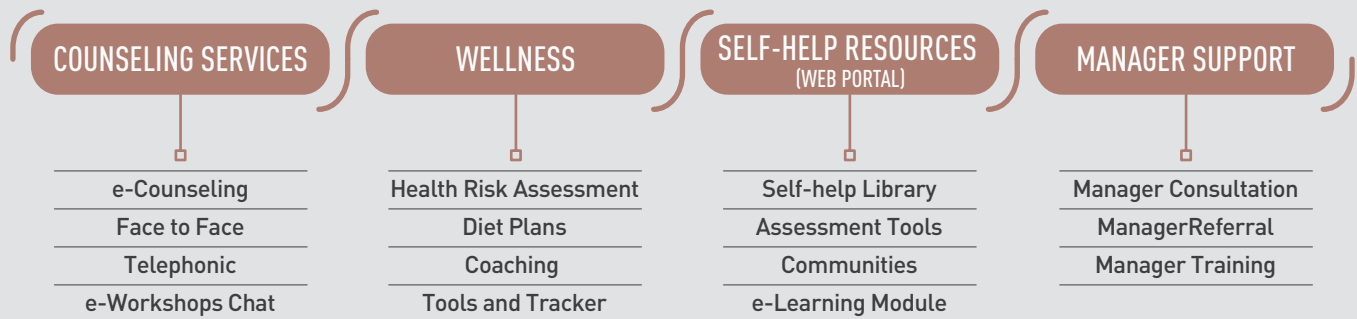 COUNSELING SERVICES
e-Counseling
Face to Face
Telephonic
e-Workshops Chat
WELLNESS
Health Risk Assessment
Diet Plans
Coaching
Tools and Tracker
SELF-HELP RESOURCES
(WEB PORTAL)
Self-help Library
Assessment Tools
Communities
e-Learning Module
MANAGER SUPPORT
Manager Consultation
ManagerReferral
Manager Training